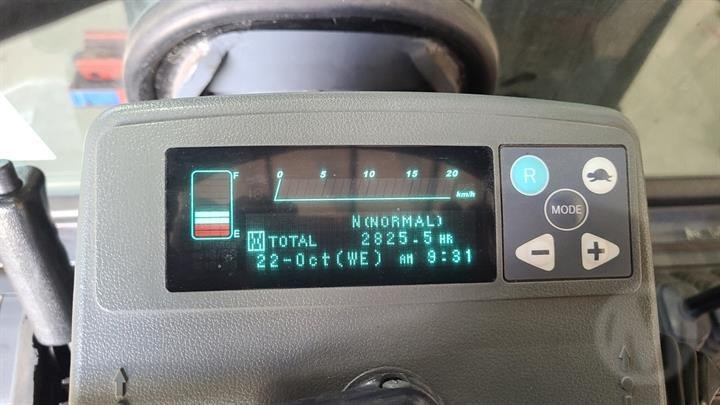 F
0 5 10 15 20
km/h
E
N(NORMAL)
TOTAL 2825.5 HR
22-Oct(WE) AM 9:31
R
MODE